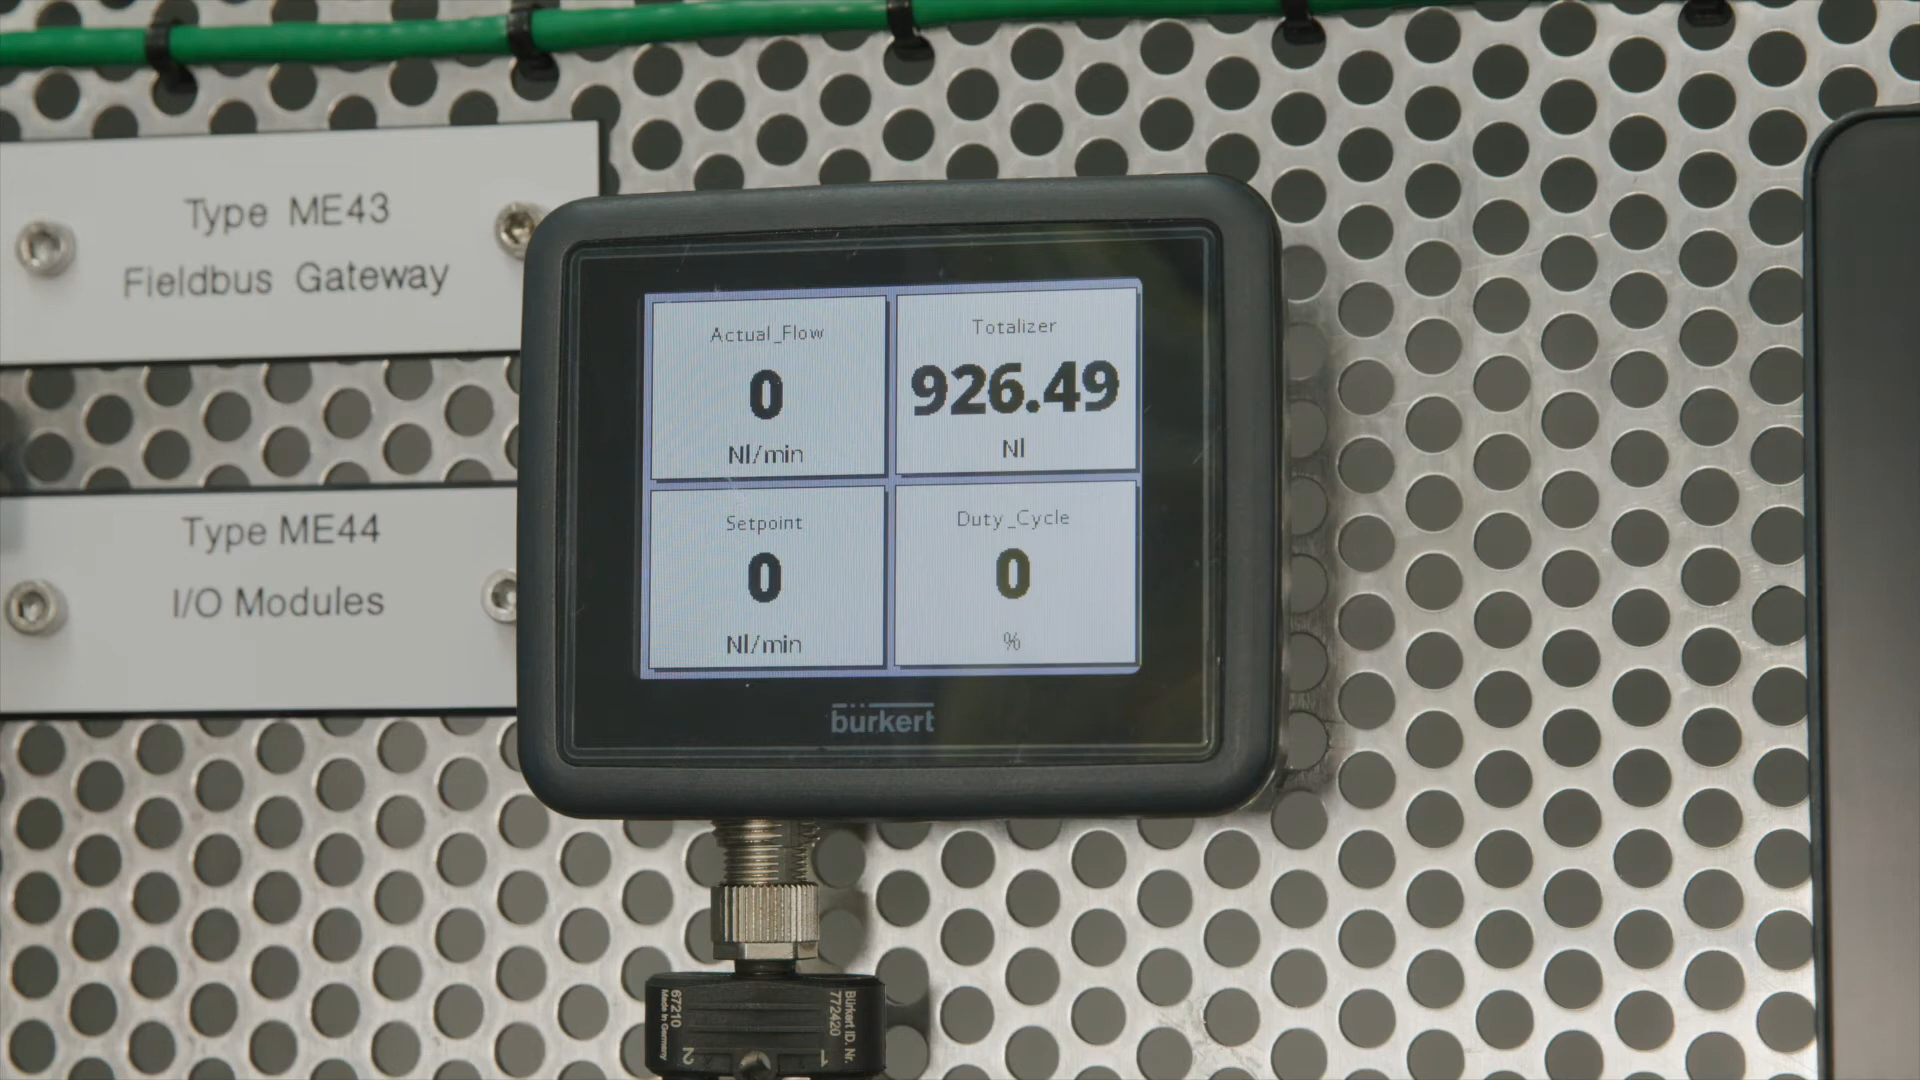 Type ME43
Fieldbus Gateway
Type ME44
I/O Modules
Actual_Flow
0
Nl/min
Totalizer
926.49
Nl
Setpoint
0
Nl/min
Duty_Cycle
0
%
bürkert
67210
Made in Germany
2
Bürkert ID. Nr.
772420
1